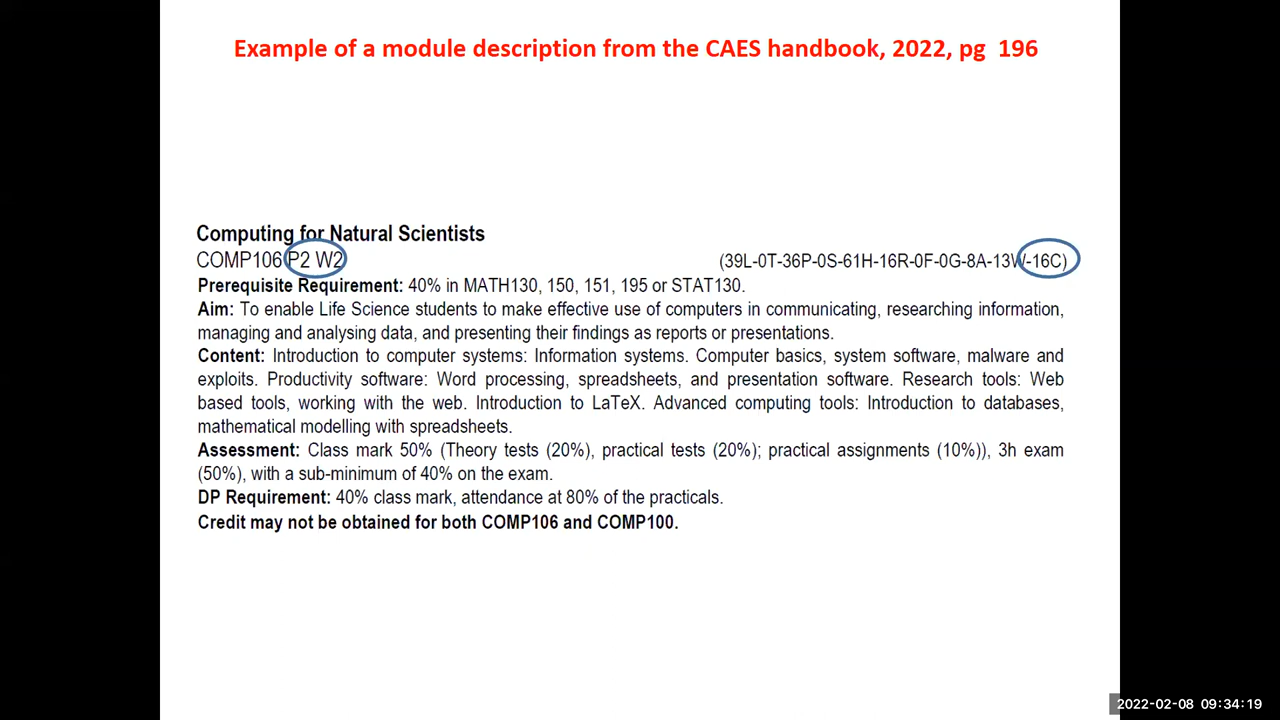 Example of a module description from the CAES handbook, 2022, pg 196
Computing for Natural Scientists
COMP106 P2 W2 (39L-0T-36P-0S-61H-16R-0F-0G-8A-13W-16C)
Prerequisite Requirement: 40% in MATH130, 150, 151, 195 or STAT130.
Aim: To enable Life Science students to make effective use of computers in communicating, researching information,
managing and analysing data, and presenting their findings as reports or presentations.
Content: Introduction to computer systems: Information systems. Computer basics, system software, malware and
exploits. Productivity software: Word processing, spreadsheets, and presentation software. Research tools: Web
based tools, working with the web. Introduction to LaTeX. Advanced computing tools: Introduction to databases,
mathematical modelling with spreadsheets.
Assessment: Class mark 50% (Theory tests (20%), practical tests (20%); practical assignments (10%)), 3h exam
(50%), with a sub-minimum of 40% on the exam.
DP Requirement: 40% class mark, attendance at 80% of the practicals.
Credit may not be obtained for both COMP106 and COMP100.
2022-02-08 09:34:19